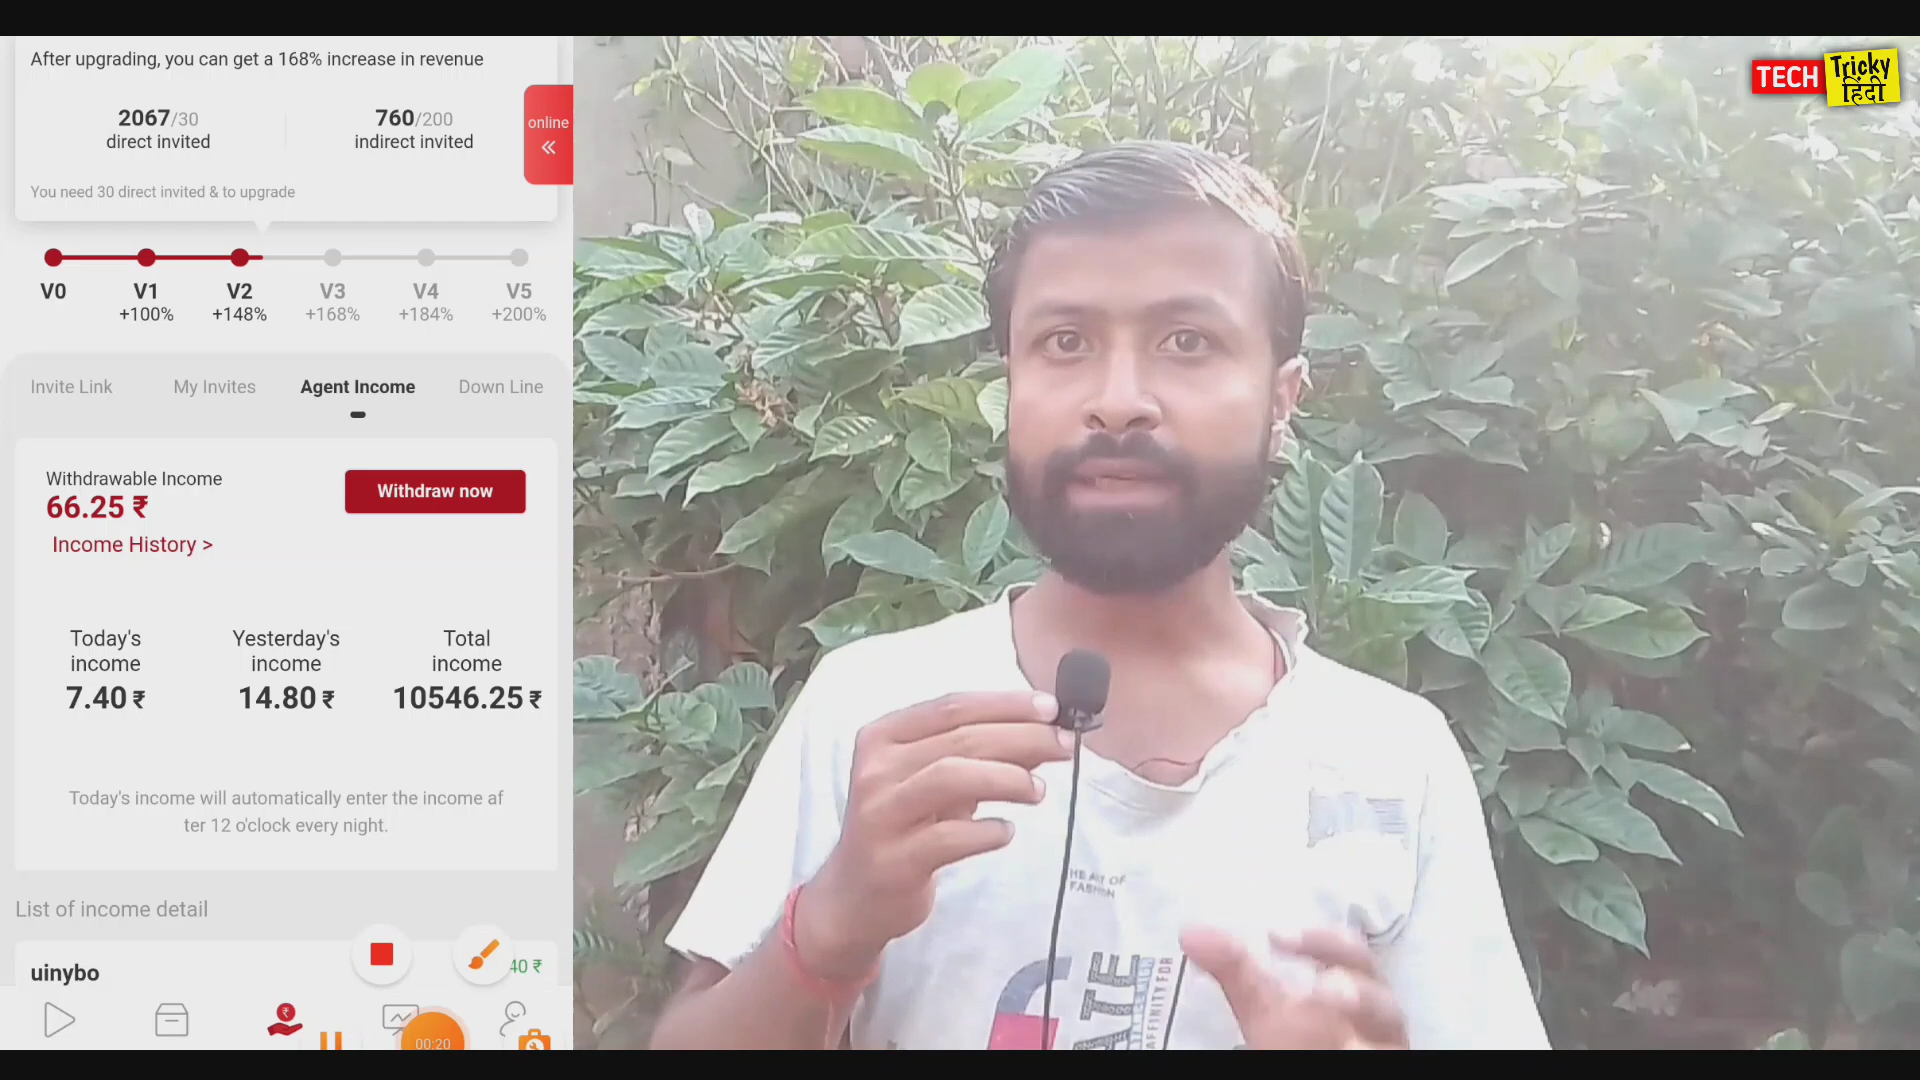 After upgrading, you can get a 168% increase in revenue
2067/30
direct invited
760/200
indirect invited
online
You need 30 direct invited & to upgrade
V0 V1 V2 V3 V4 V5
+100% +148% +168% +184% +200%
Invite Link My Invites Agent Income Down Line
Withdrawable Income
66.25 ₹
Withdraw now
Income History >
Today's
income
7.40 ₹
Yesterday's
income
14.80 ₹
Total
income
10546.25 ₹
Today's income will automatically enter the income af
ter 12 o'clock every night.
List of income detail
uinybo
40 ₹
00:20
TECH
Tricky
हिंदी
FASHION
ATE
AFFINITY FOR